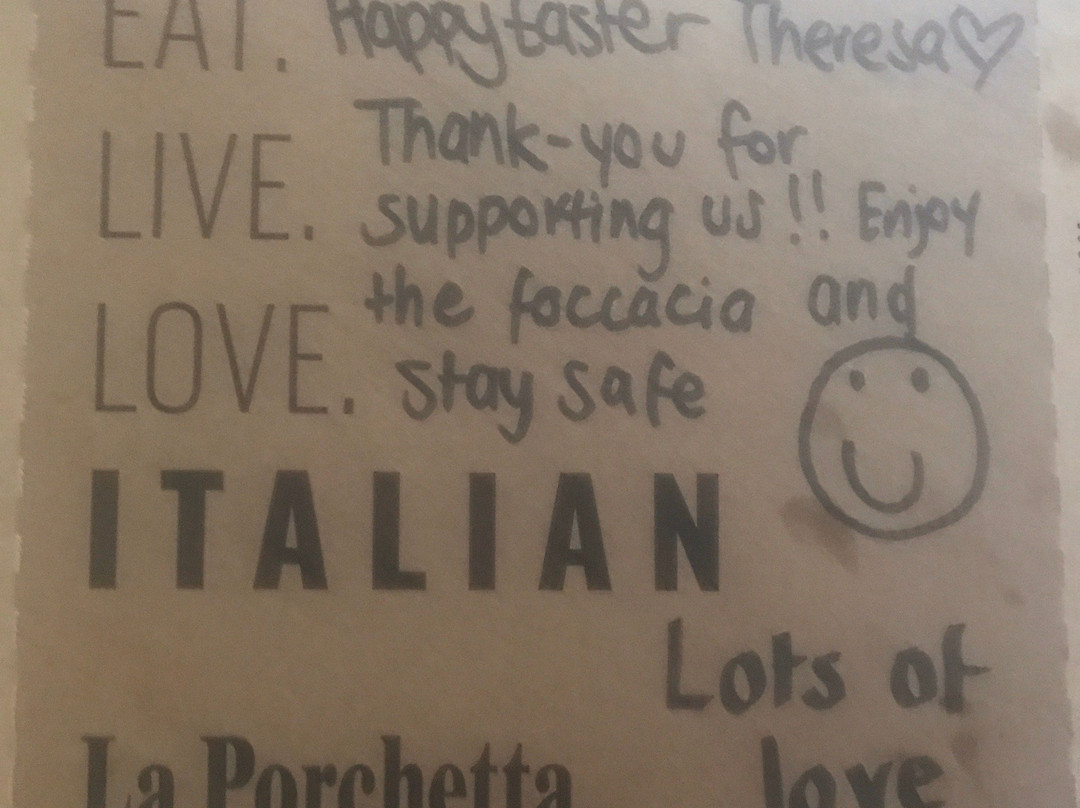 EAT. Happy Easter Theresa♡
LIVE. Thank-you for
supporting us!! Enjoy
the foccacia and
LOVE. stay safe
ITALIAN
Lots of
La Porchetta love